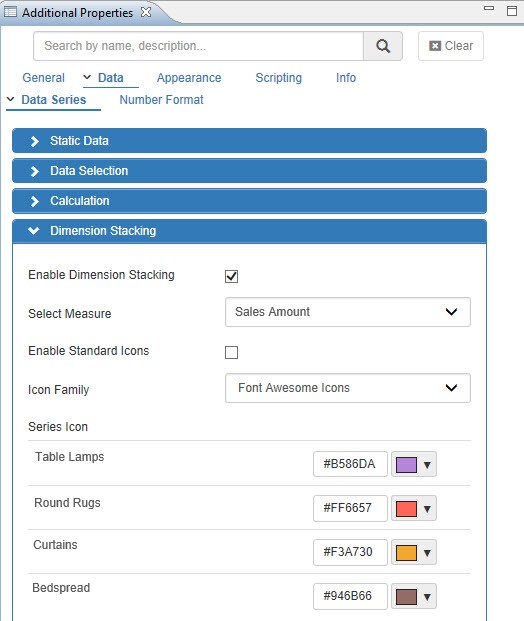 Additional Properties
Search by name, description...
Clear
General Data Appearance Scripting Info
Data Series Number Format
Static Data
Data Selection
Calculation
Dimension Stacking
Enable Dimension Stacking
Select Measure Sales Amount
Enable Standard Icons
Icon Family Font Awesome Icons
Series Icon
Table Lamps #B586DA
Round Rugs #FF6657
Curtains #F3A730
Bedspread #946B66